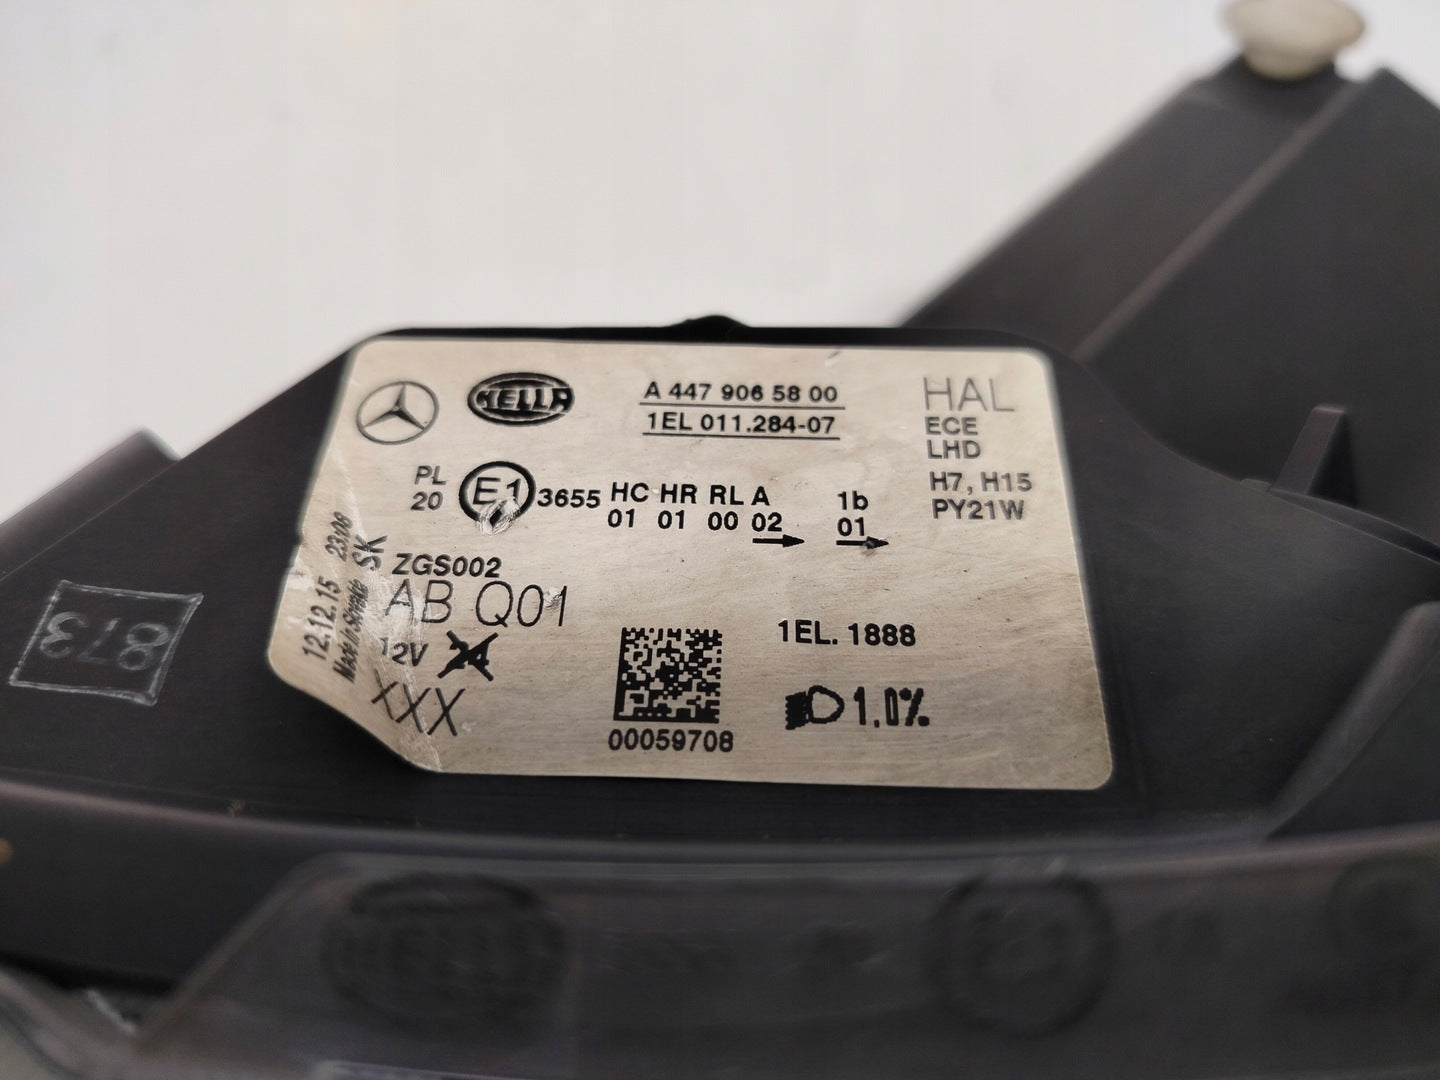 HELLA
A 447 906 58 00
1EL 011.284-07
HAL
ECE
LHD
H7, H15
PY21W
PL
20
E1
3655
HC HR RL A
01 01 00 02
1b
01
12.12.15 2308
Made in Slovakia
SK
ZGS002
AB Q01
12V
XXX
00059708
1EL. 1888
1.0%
873